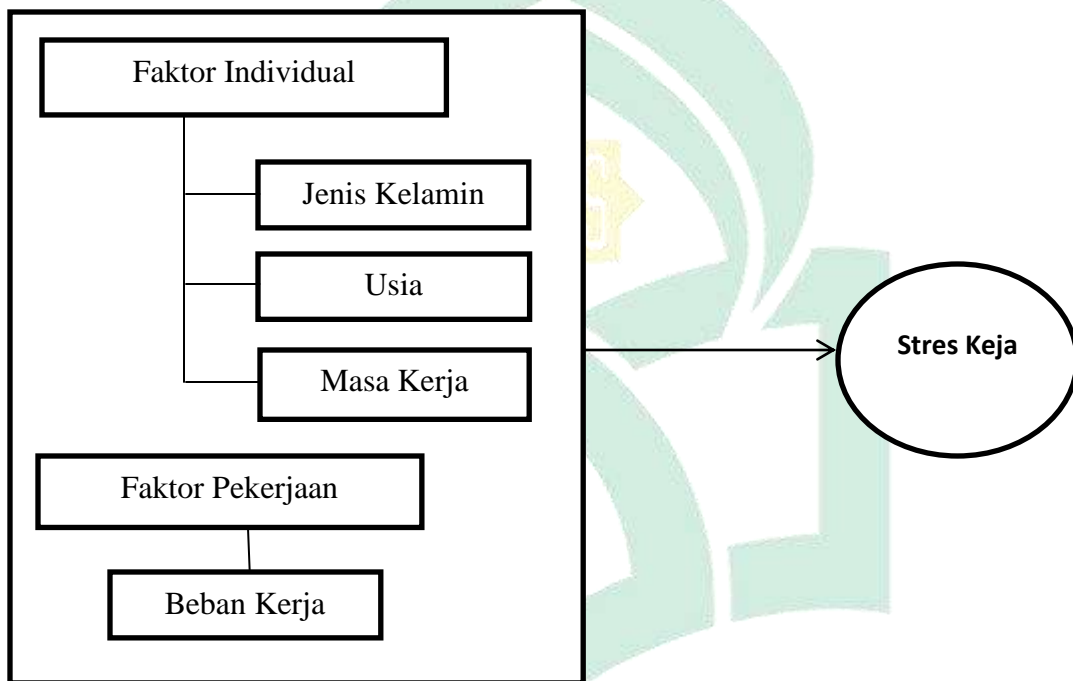 Faktor Individual
Jenis Kelamin
Usia
Masa Kerja
Stres Keja
Faktor Pekerjaan
Beban Kerja